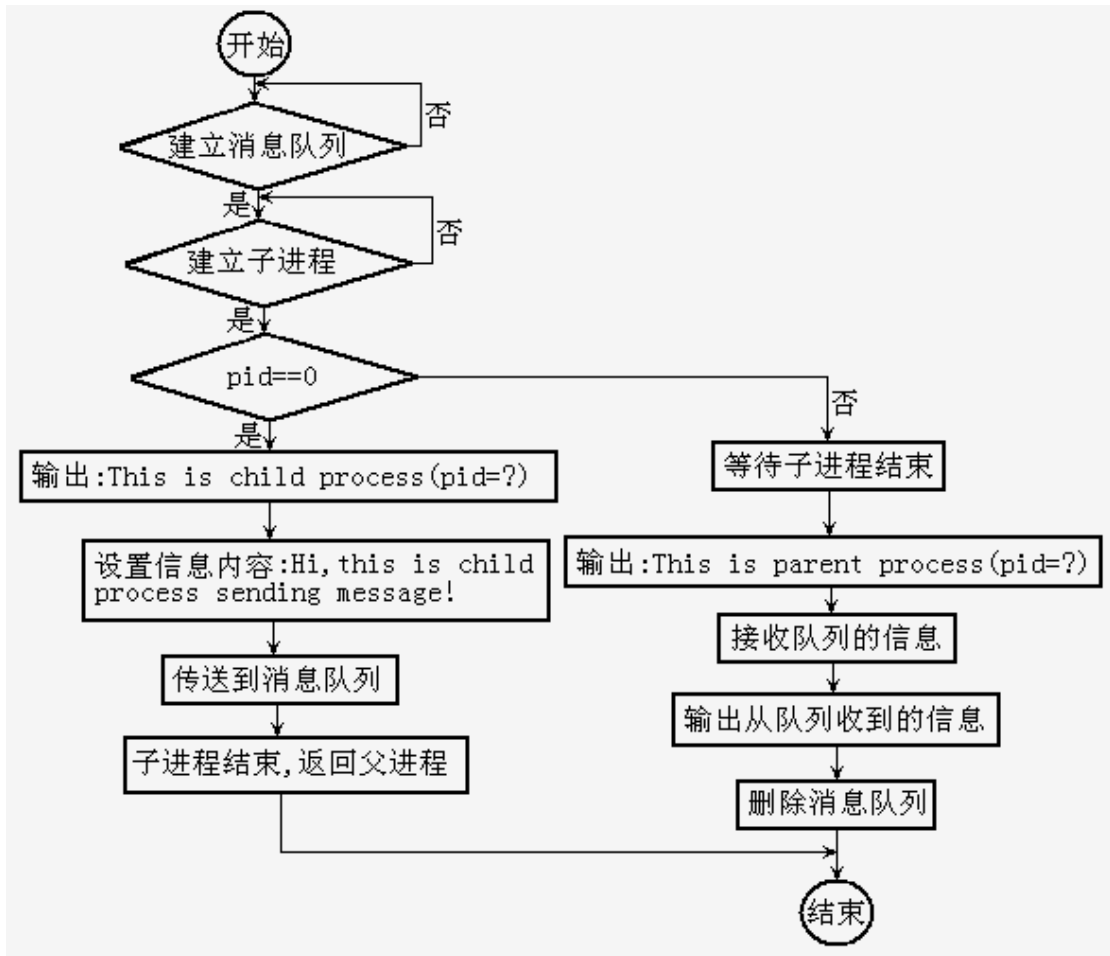 开始
否
建立消息队列
是
否
建立子进程
是
pid==0
否
是
输出:This is child process(pid=?)
等待子进程结束
设置信息内容:Hi,this is child
process sending message!
输出:This is parent process(pid=?)
接收队列的信息
传送到消息队列
输出从队列收到的信息
子进程结束,返回父进程
删除消息队列
结束